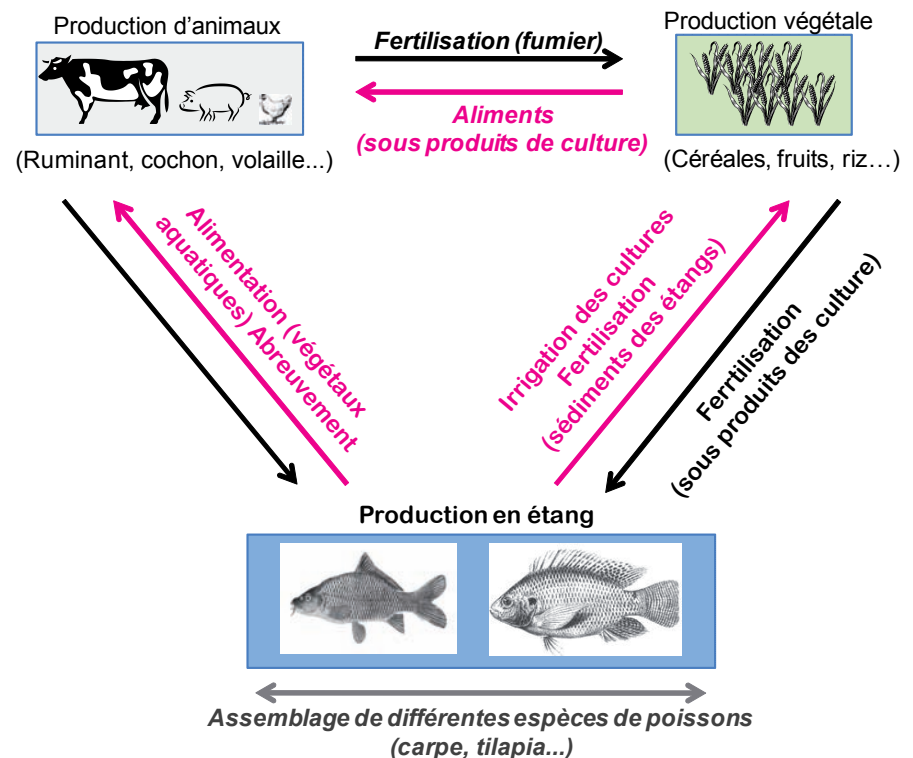 Production d'animaux
Production végétale
Fertilisation (fumier)
Aliments
(sous produits de culture)
(Ruminant, cochon, volaille...)
(Céréales, fruits, riz…)
Alimentation (végétaux
aquatiques) Abreuvement
Irrigation des cultures
Fertilisation
(sédiments des étangs)
Ferrtilisation
(sous produits des culture)
Production en étang
Assemblage de différentes espèces de poissons
(carpe, tilapia...)